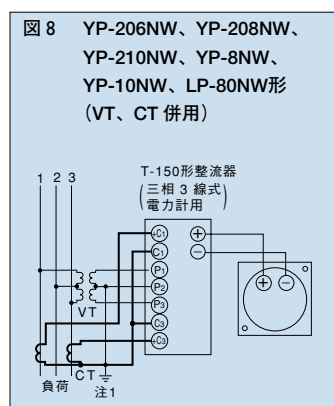 図 8 YP-206NW、YP-208NW、
YP-210NW、YP-8NW、
YP-10NW、LP-80NW形
（VT、CT 併用）
T-150形整流器
（三相 3 線式
電力計用）
1 2 3
+C1
C1
P1
P2
P3
C3
+C3
+
−
+ −
VT
CT
負荷
注1